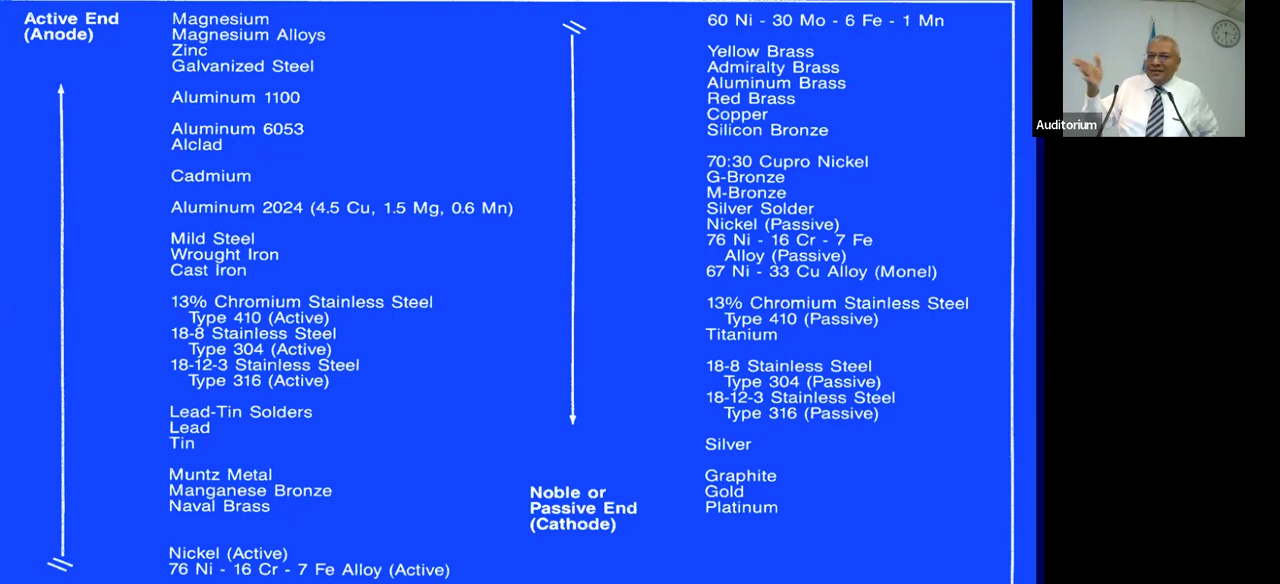 Active End
(Anode)
Magnesium
Magnesium Alloys
Zinc
Galvanized Steel
Aluminum 1100
Aluminum 6053
Alclad
Cadmium
Aluminum 2024 (4.5 Cu, 1.5 Mg, 0.6 Mn)
Mild Steel
Wrought Iron
Cast Iron
13% Chromium Stainless Steel
Type 410 (Active)
18-8 Stainless Steel
Type 304 (Active)
18-12-3 Stainless Steel
Type 316 (Active)
Lead-Tin Solders
Lead
Tin
Muntz Metal
Manganese Bronze
Naval Brass
Nickel (Active)
76 Ni - 16 Cr - 7 Fe Alloy (Active)
60 Ni - 30 Mo - 6 Fe - 1 Mn
Yellow Brass
Admiralty Brass
Aluminum Brass
Red Brass
Copper
Silicon Bronze
70:30 Cupro Nickel
G-Bronze
M-Bronze
Silver Solder
Nickel (Passive)
76 Ni - 16 Cr - 7 Fe
Alloy (Passive)
67 Ni - 33 Cu Alloy (Monel)
13% Chromium Stainless Steel
Type 410 (Passive)
Titanium
18-8 Stainless Steel
Type 304 (Passive)
18-12-3 Stainless Steel
Type 316 (Passive)
Silver
Graphite
Gold
Platinum
Noble or
Passive End
(Cathode)
Auditorium